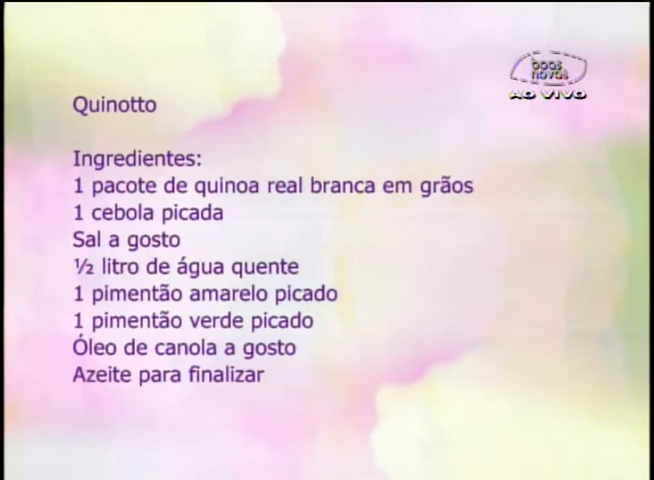 boas
novas
AO VIVO
Quinotto
Ingredientes:
1 pacote de quinoa real branca em grãos
1 cebola picada
Sal a gosto
½ litro de água quente
1 pimentão amarelo picado
1 pimentão verde picado
Óleo de canola a gosto
Azeite para finalizar